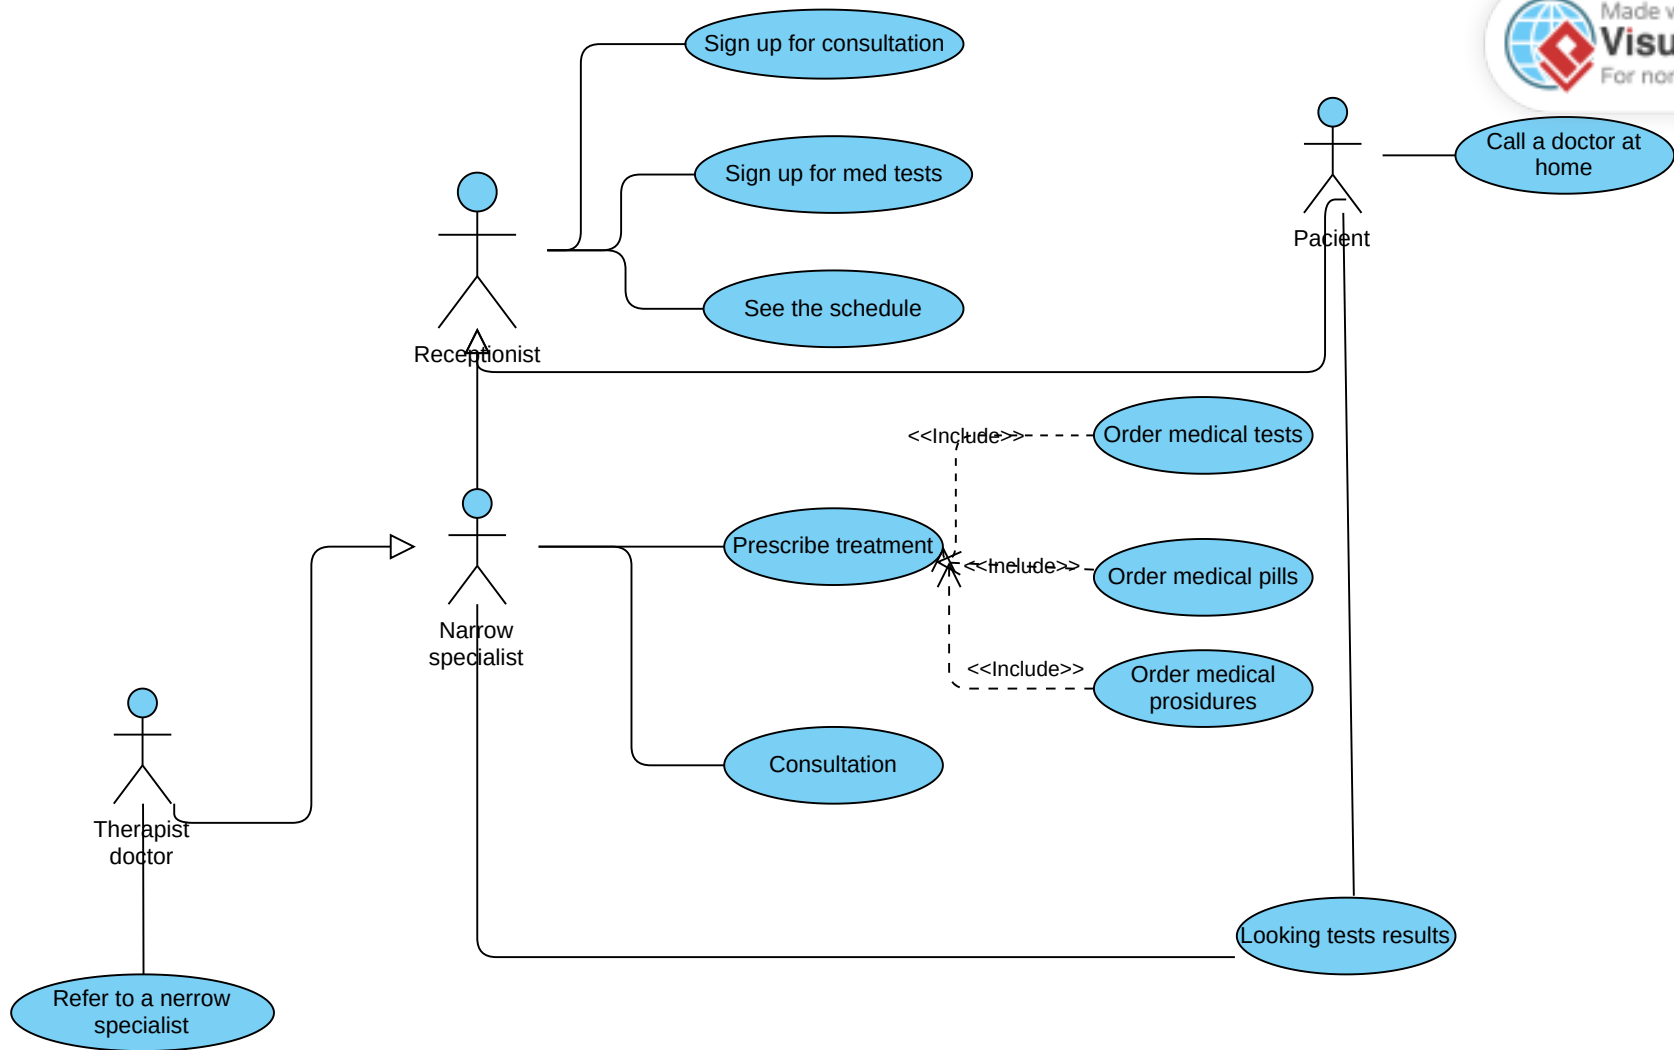 Made w
Visu
For nor
Sign up for consultation
Call a doctor at
home
Sign up for med tests
Pacient
See the schedule
Receptionist
<<Include>>
Order medical tests
Prescribe treatment
<<Include>>
Order medical pills
Narrow
specialist
<<Include>>
Order medical
prosidures
Consultation
Therapist
doctor
Looking tests results
Refer to a nerrow
specialist